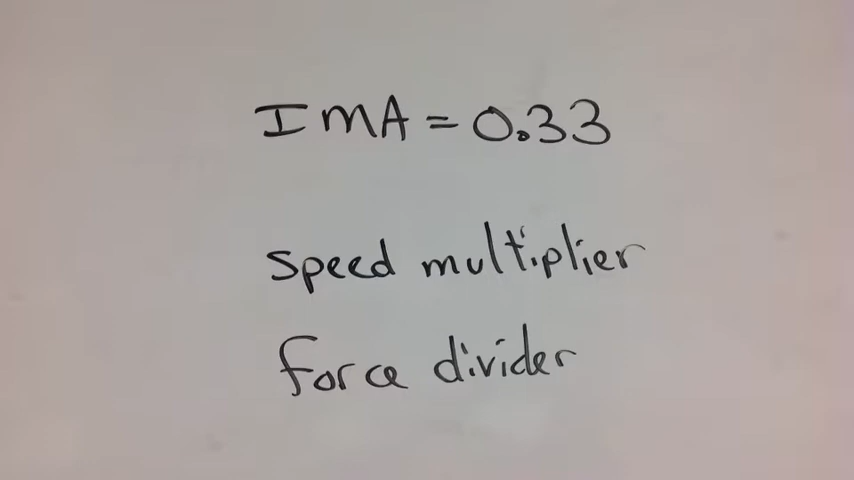 IMA = 0.33
speed multiplier
force divider